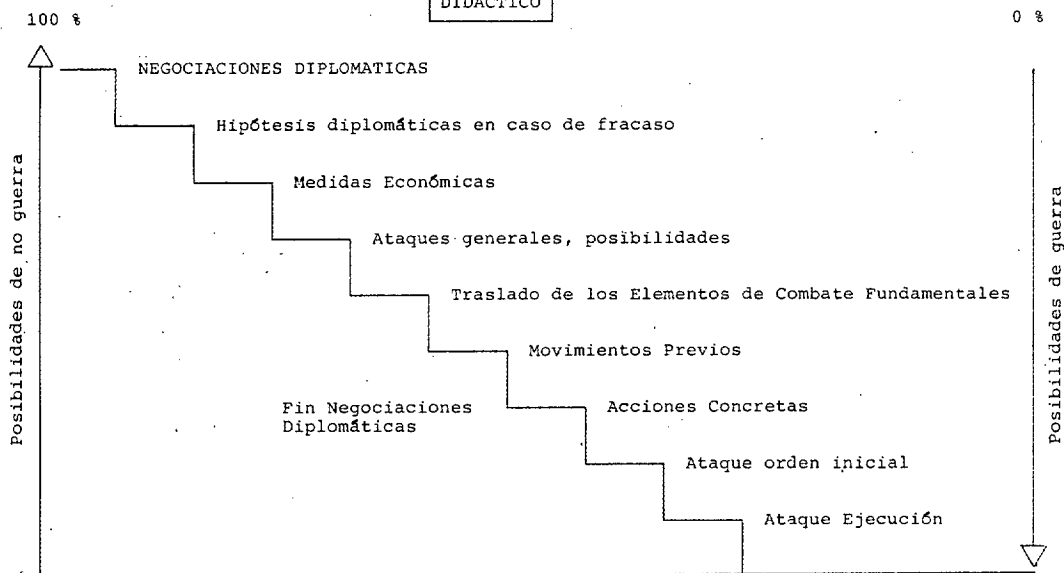 DIDACTICO
100 %
0 %
NEGOCIACIONES DIPLOMATICAS
Hipótesis diplomáticas en caso de fracaso
Medidas Económicas
Ataques generales, posibilidades
Traslado de los Elementos de Combate Fundamentales
Movimientos Previos
Fin Negociaciones
Diplomáticas
Acciones Concretas
Ataque orden inicial
Ataque Ejecución
Posibilidades de no guerra
Posibilidades de guerra